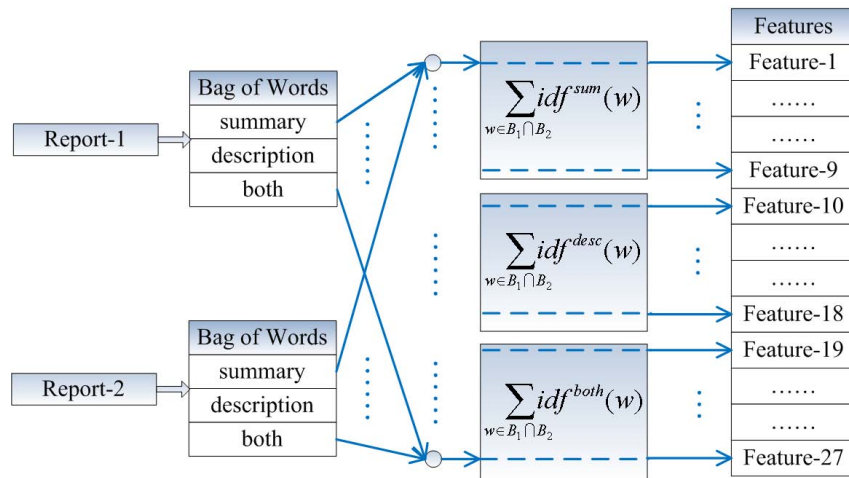 Report-1
Bag of Words
summary
description
both
Report-2
Bag of Words
summary
description
both
∑ idf^sum(w)
w∈B₁∩B₂
∑ idf^desc(w)
w∈B₁∩B₂
∑ idf^both(w)
w∈B₁∩B₂
Features
Feature-1
......
......
Feature-9
Feature-10
......
......
Feature-18
Feature-19
......
......
Feature-27